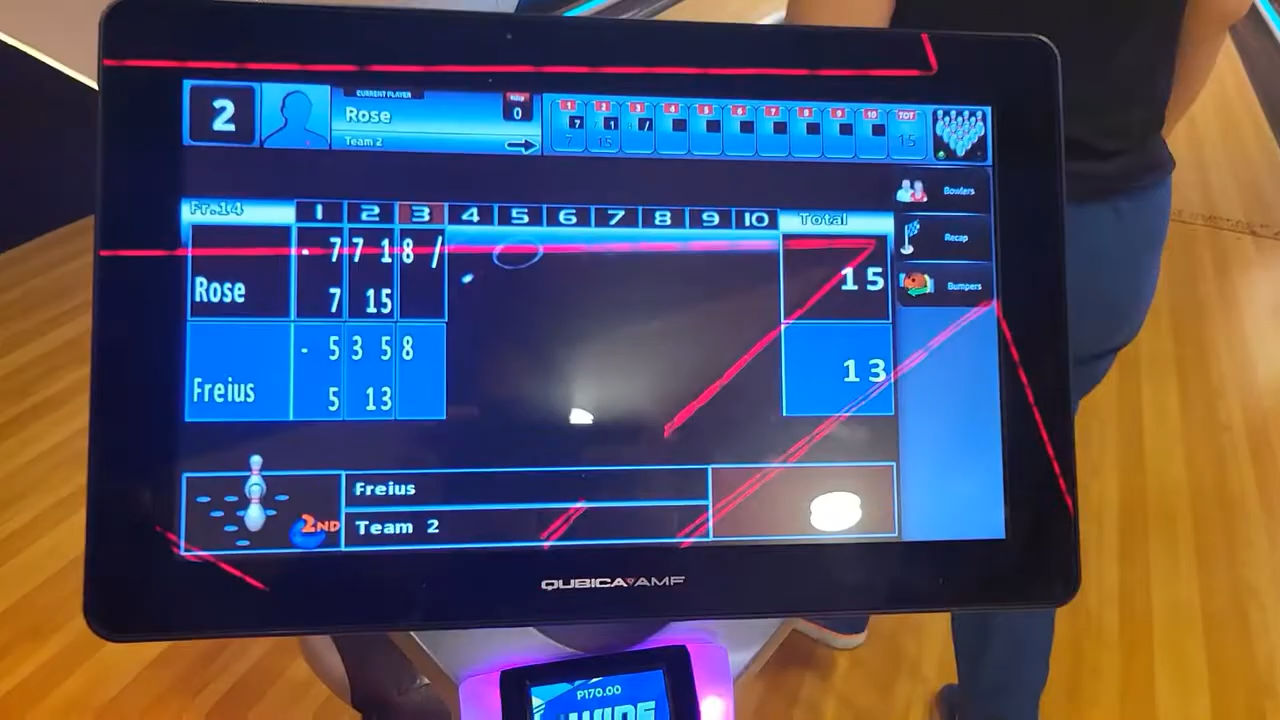 2
CURRENT PLAYER
Rose
Team 2
HDCP
0
1 2 3 4 5 6 7 8 9 10 TOT
7 7 1 8 /
7 15 15
Bowlers
Recap
Bumpers
Fr.14 1 2 3 4 5 6 7 8 9 10 Total
- 7 7 1 8 /
Rose 7 15 15
- 5 3 5 8
Freius 5 13 13
2ND
Freius
Team 2
QUBICA AMF
P170.00